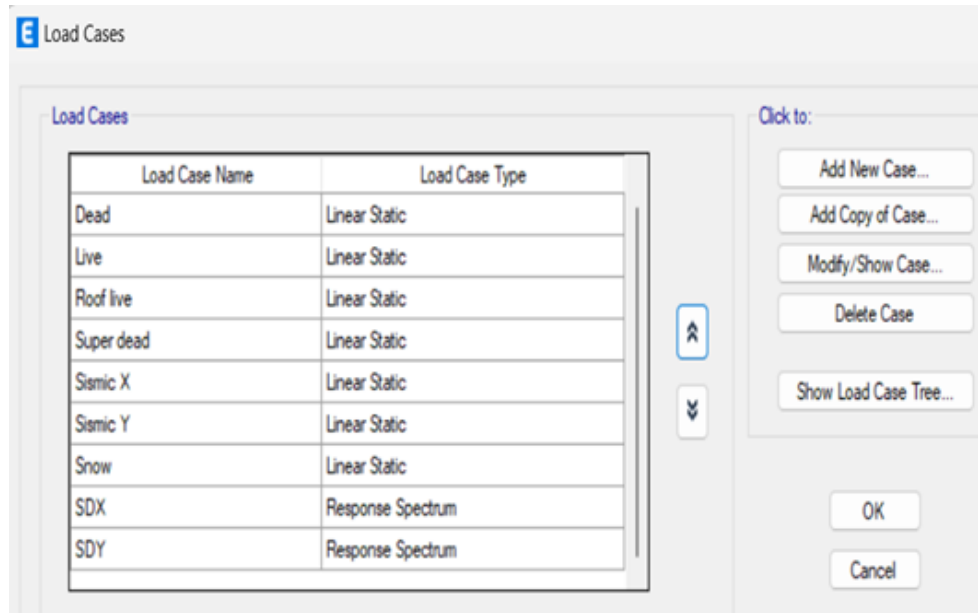 E Load Cases
Load Cases
Load Case Name Load Case Type
Dead Linear Static
Live Linear Static
Roof live Linear Static
Super dead Linear Static
Sismic X Linear Static
Sismic Y Linear Static
Snow Linear Static
SDX Response Spectrum
SDY Response Spectrum
Click to:
Add New Case...
Add Copy of Case...
Modify/Show Case...
Delete Case
Show Load Case Tree...
OK
Cancel